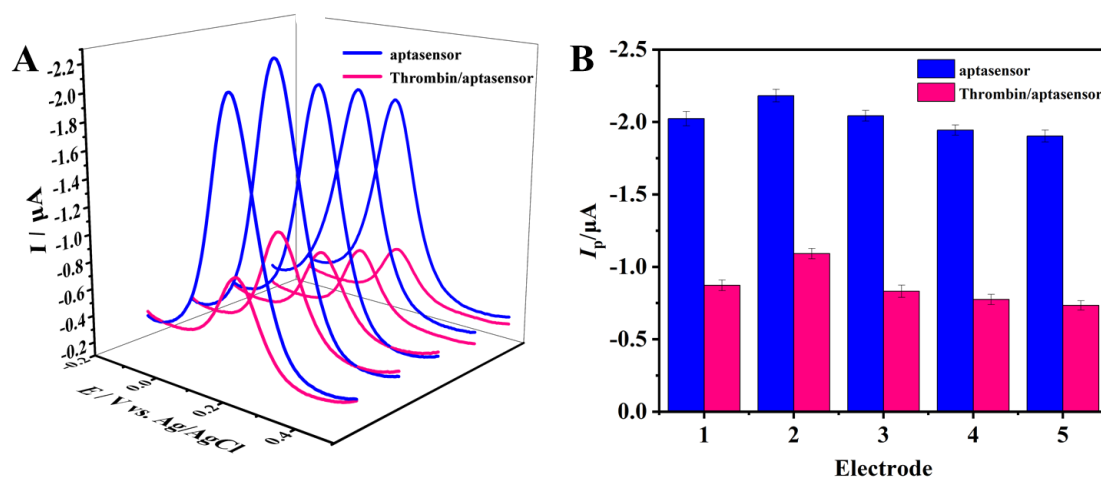 A
aptasensor
Thrombin/aptasensor
-2.2
-2.0
-1.8
-1.6
-1.4
-1.2
-1.0
-0.8
-0.6
-0.4
-0.2
I / μA
-0.2
0.0
0.2
0.4
E / V vs. Ag/AgCl
B
aptasensor
Thrombin/aptasensor
-2.5
-2.0
-1.5
-1.0
-0.5
0.0
Ip/μA
1 2 3 4 5
Electrode